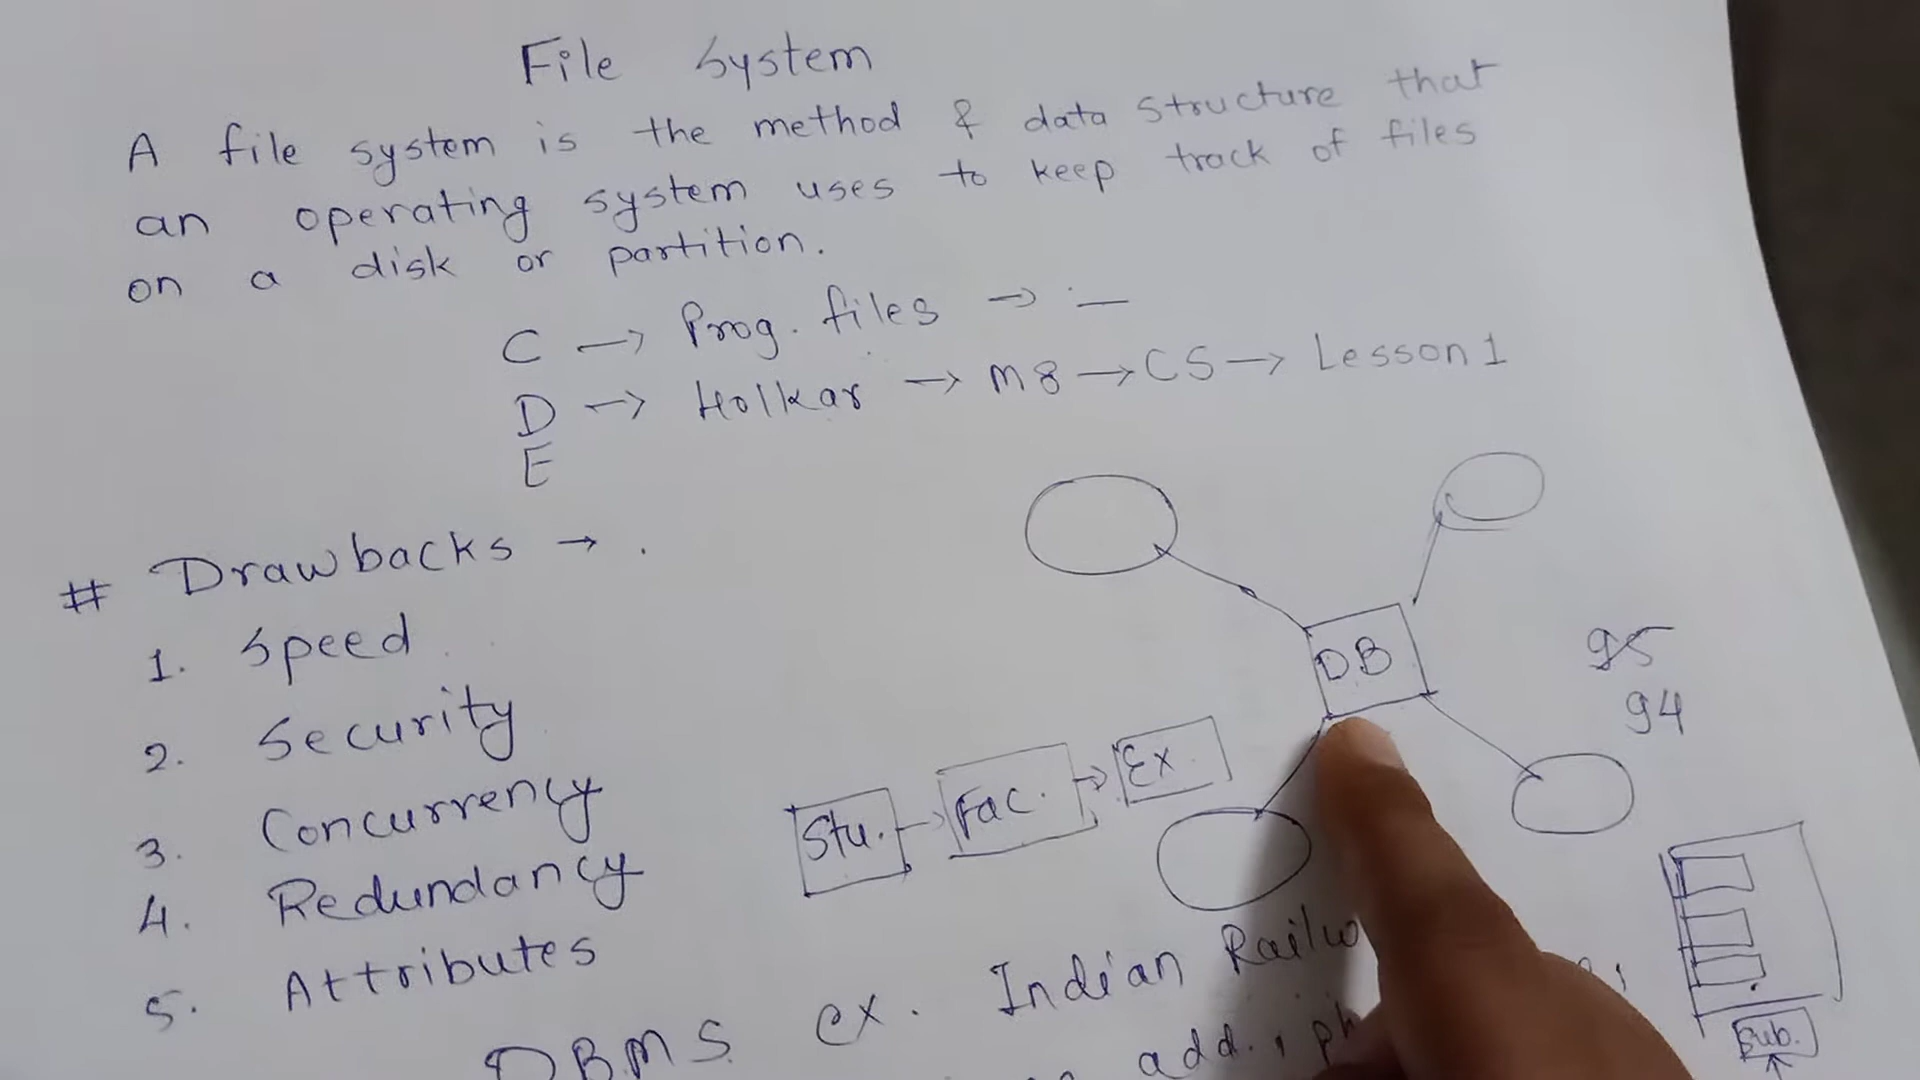 File System
A file system is the method & data structure that
an operating system uses to keep track of files
on a disk or partition.
C → Prog. files → —
D → Holkar → M8 → CS → Lesson 1
E
# Drawbacks →
1. Speed
2. Security
3. Concurrency
4. Redundancy
5. Attributes
DB
95
94
Stu. → Fac. → Ex.
DBMS ex. Indian
add.,
Sub.